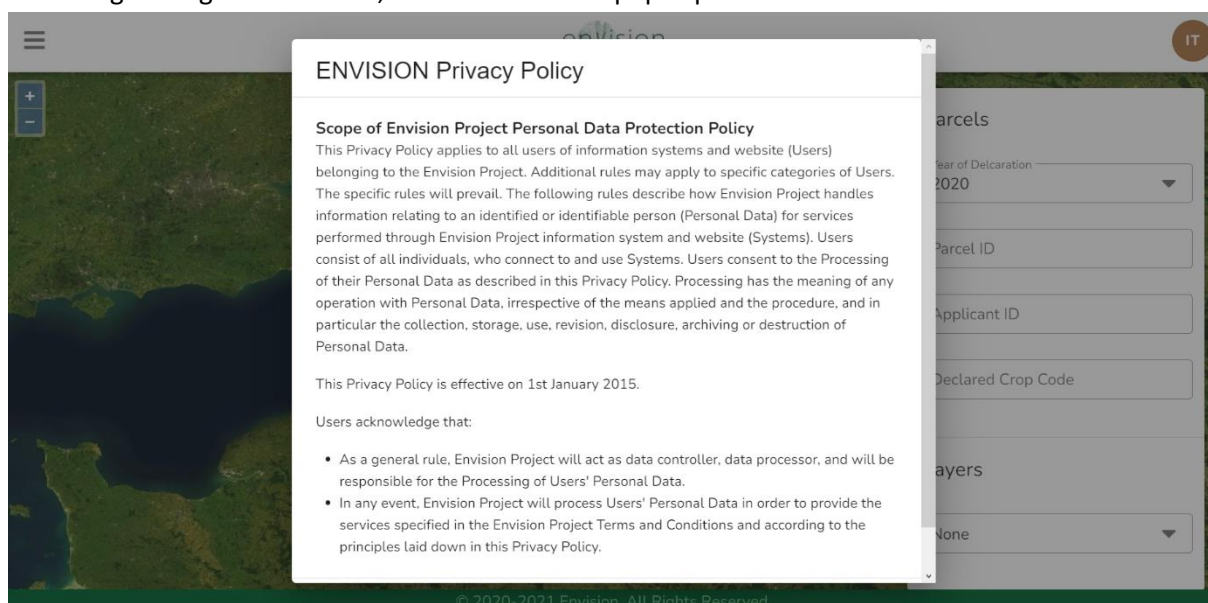 envision
IT
ENVISION Privacy Policy
+
−
Scope of Envision Project Personal Data Protection Policy
This Privacy Policy applies to all users of information systems and website (Users)
belonging to the Envision Project. Additional rules may apply to specific categories of Users.
The specific rules will prevail. The following rules describe how Envision Project handles
information relating to an identified or identifiable person (Personal Data) for services
performed through Envision Project information system and website (Systems). Users
consist of all individuals, who connect to and use Systems. Users consent to the Processing
of their Personal Data as described in this Privacy Policy. Processing has the meaning of any
operation with Personal Data, irrespective of the means applied and the procedure, and in
particular the collection, storage, use, revision, disclosure, archiving or destruction of
Personal Data.
This Privacy Policy is effective on 1st January 2015.
Users acknowledge that:
• As a general rule, Envision Project will act as data controller, data processor, and will be
responsible for the Processing of Users' Personal Data.
• In any event, Envision Project will process Users' Personal Data in order to provide the
services specified in the Envision Project Terms and Conditions and according to the
principles laid down in this Privacy Policy.
arcels
Year of Delcaration
2020
Parcel ID
Applicant ID
Declared Crop Code
ayers
None
© 2020-2021 Envision. All Rights Reserved